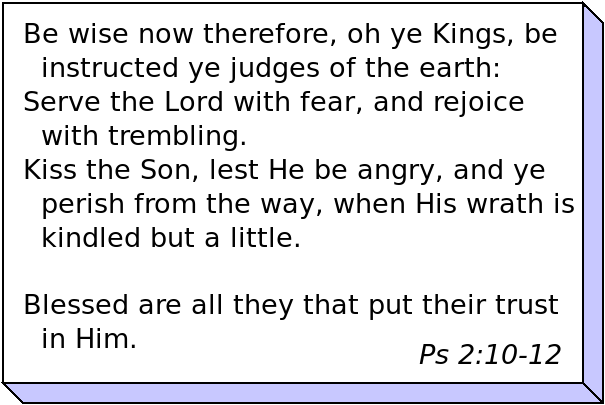 Be wise now therefore, oh ye Kings, be
instructed ye judges of the earth:
Serve the Lord with fear, and rejoice
with trembling.
Kiss the Son, lest He be angry, and ye
perish from the way, when His wrath is
kindled but a little.
Blessed are all they that put their trust
in Him.
Ps 2:10-12